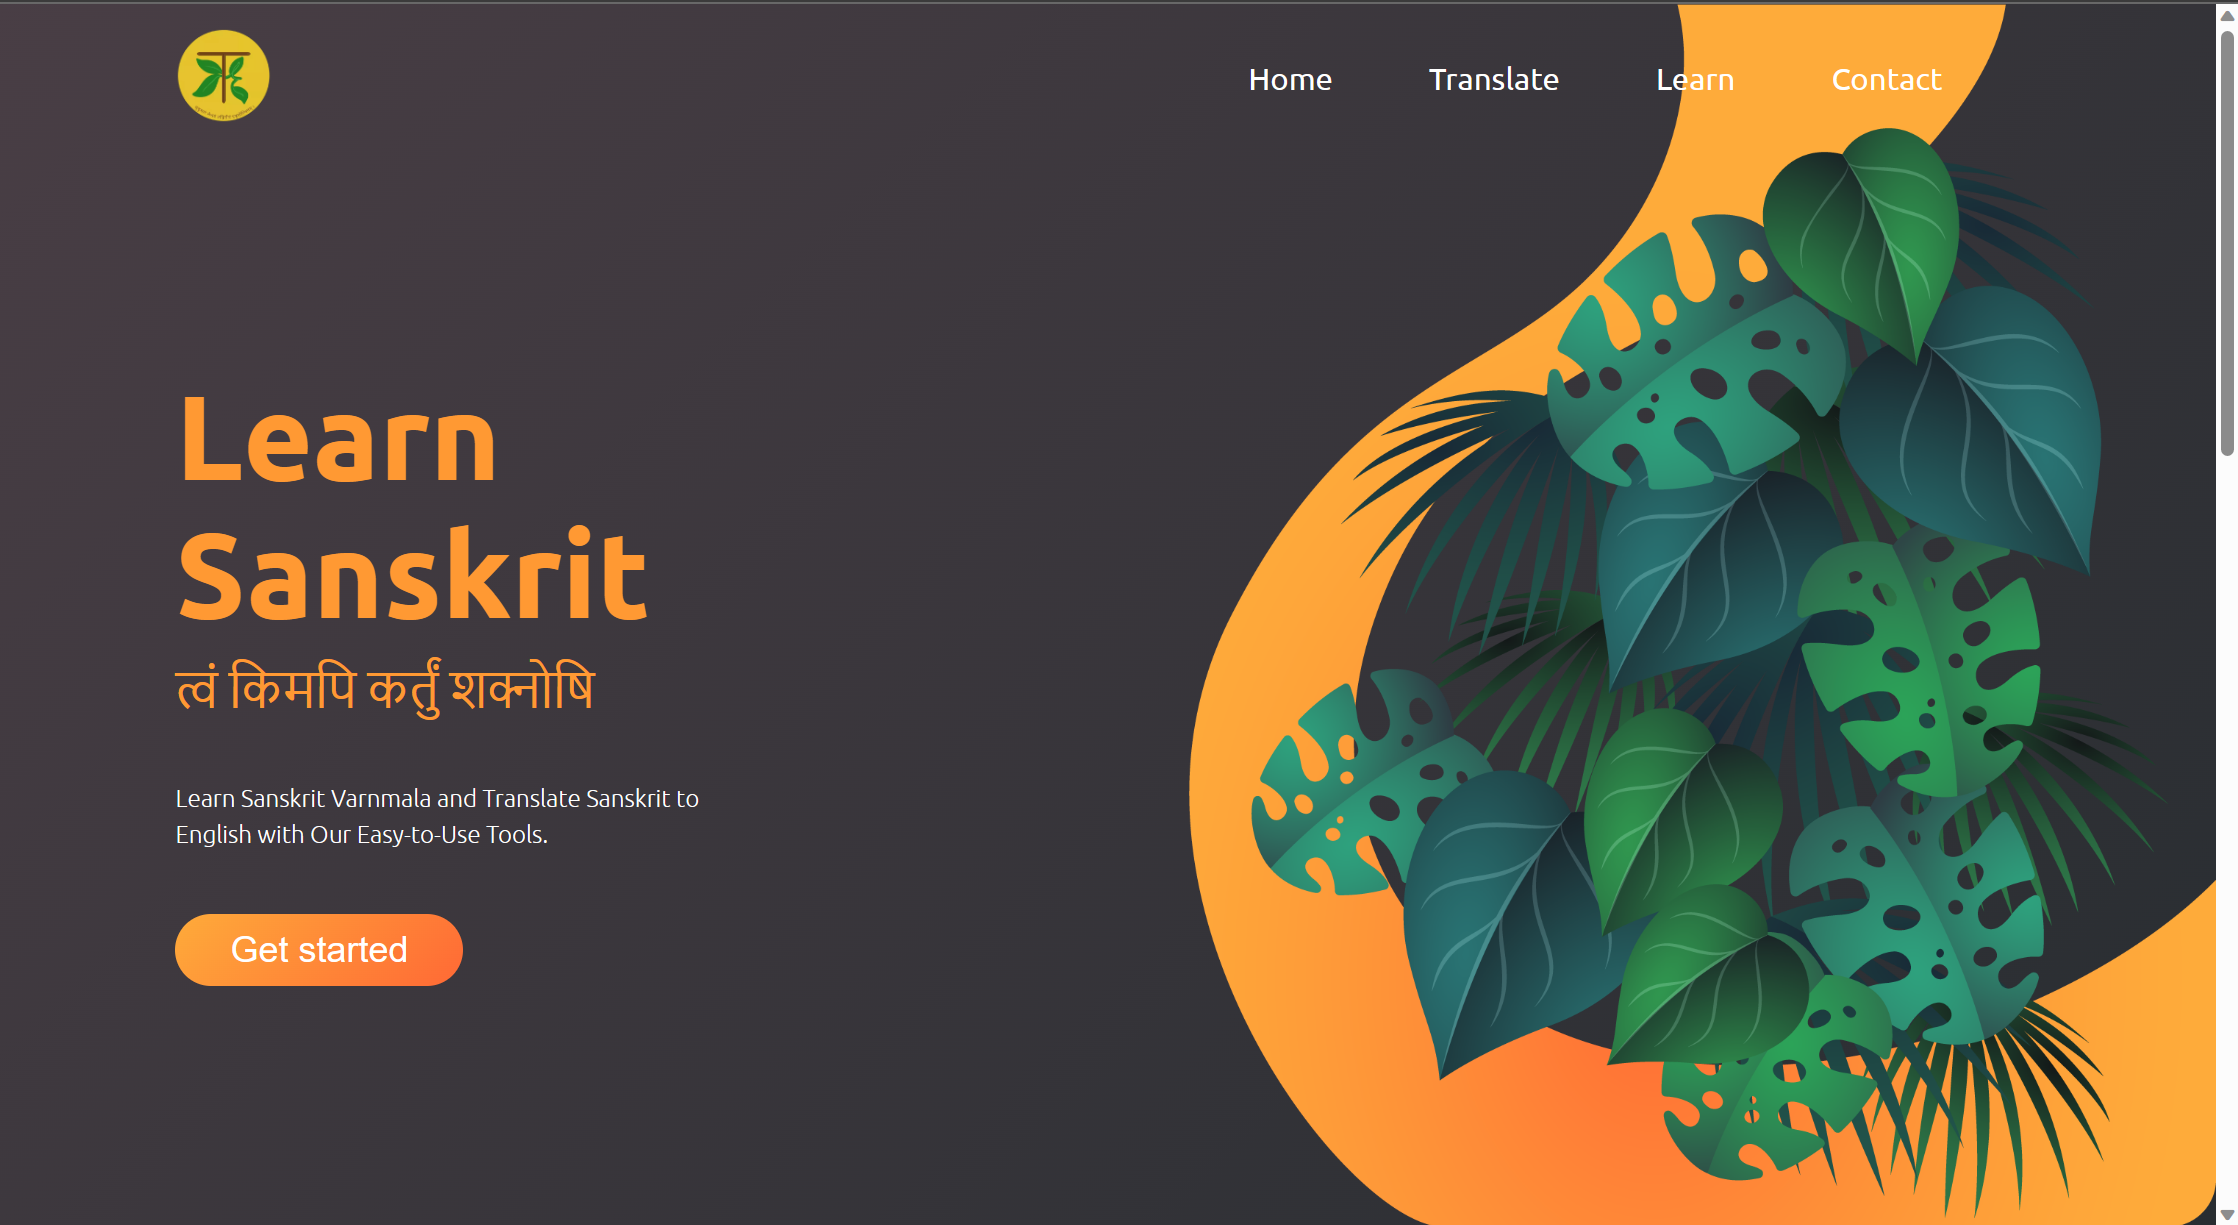 Home Translate Learn Contact
Learn
Sanskrit
त्वं किमपि कर्तुं शक्नोषि
Learn Sanskrit Varnmala and Translate Sanskrit to
English with Our Easy-to-Use Tools.
Get started